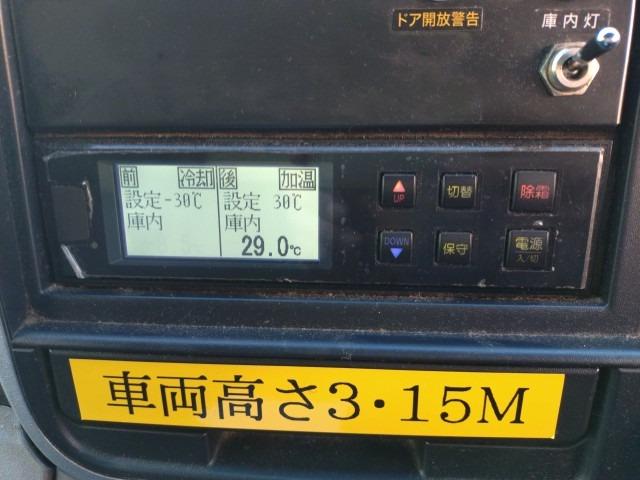 ドア開放警告
庫内灯
前 冷却 後 加温
設定-30℃ 設定 30℃
庫内 庫内
29.0℃
UP 切替 除霜
DOWN 保守 電源
入/切
車両高さ3・15M